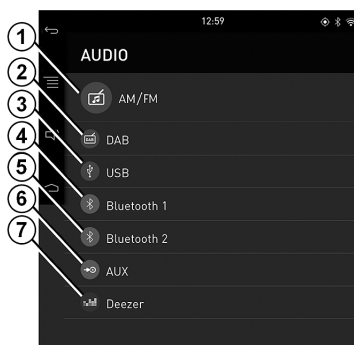 12:59
AUDIO
1 AM/FM
2 DAB
3 USB
4 Bluetooth 1
5 Bluetooth 2
6 AUX
7 Deezer